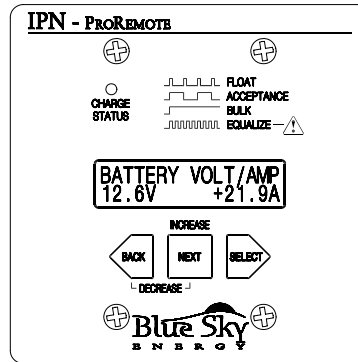 IPN - PROREMOTE
CHARGE
STATUS
FLOAT
ACCEPTANCE
BULK
EQUALIZE
BATTERY VOLT/AMP
12.6V +21.9A
INCREASE
BACK NEXT SELECT
DECREASE
Blue Sky
ENERGY